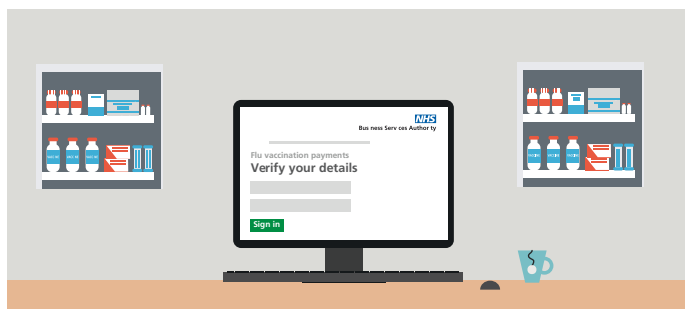 NHS
Bus ness Serv ces Author ty
Flu vaccination payments
Verify your details
Sign in